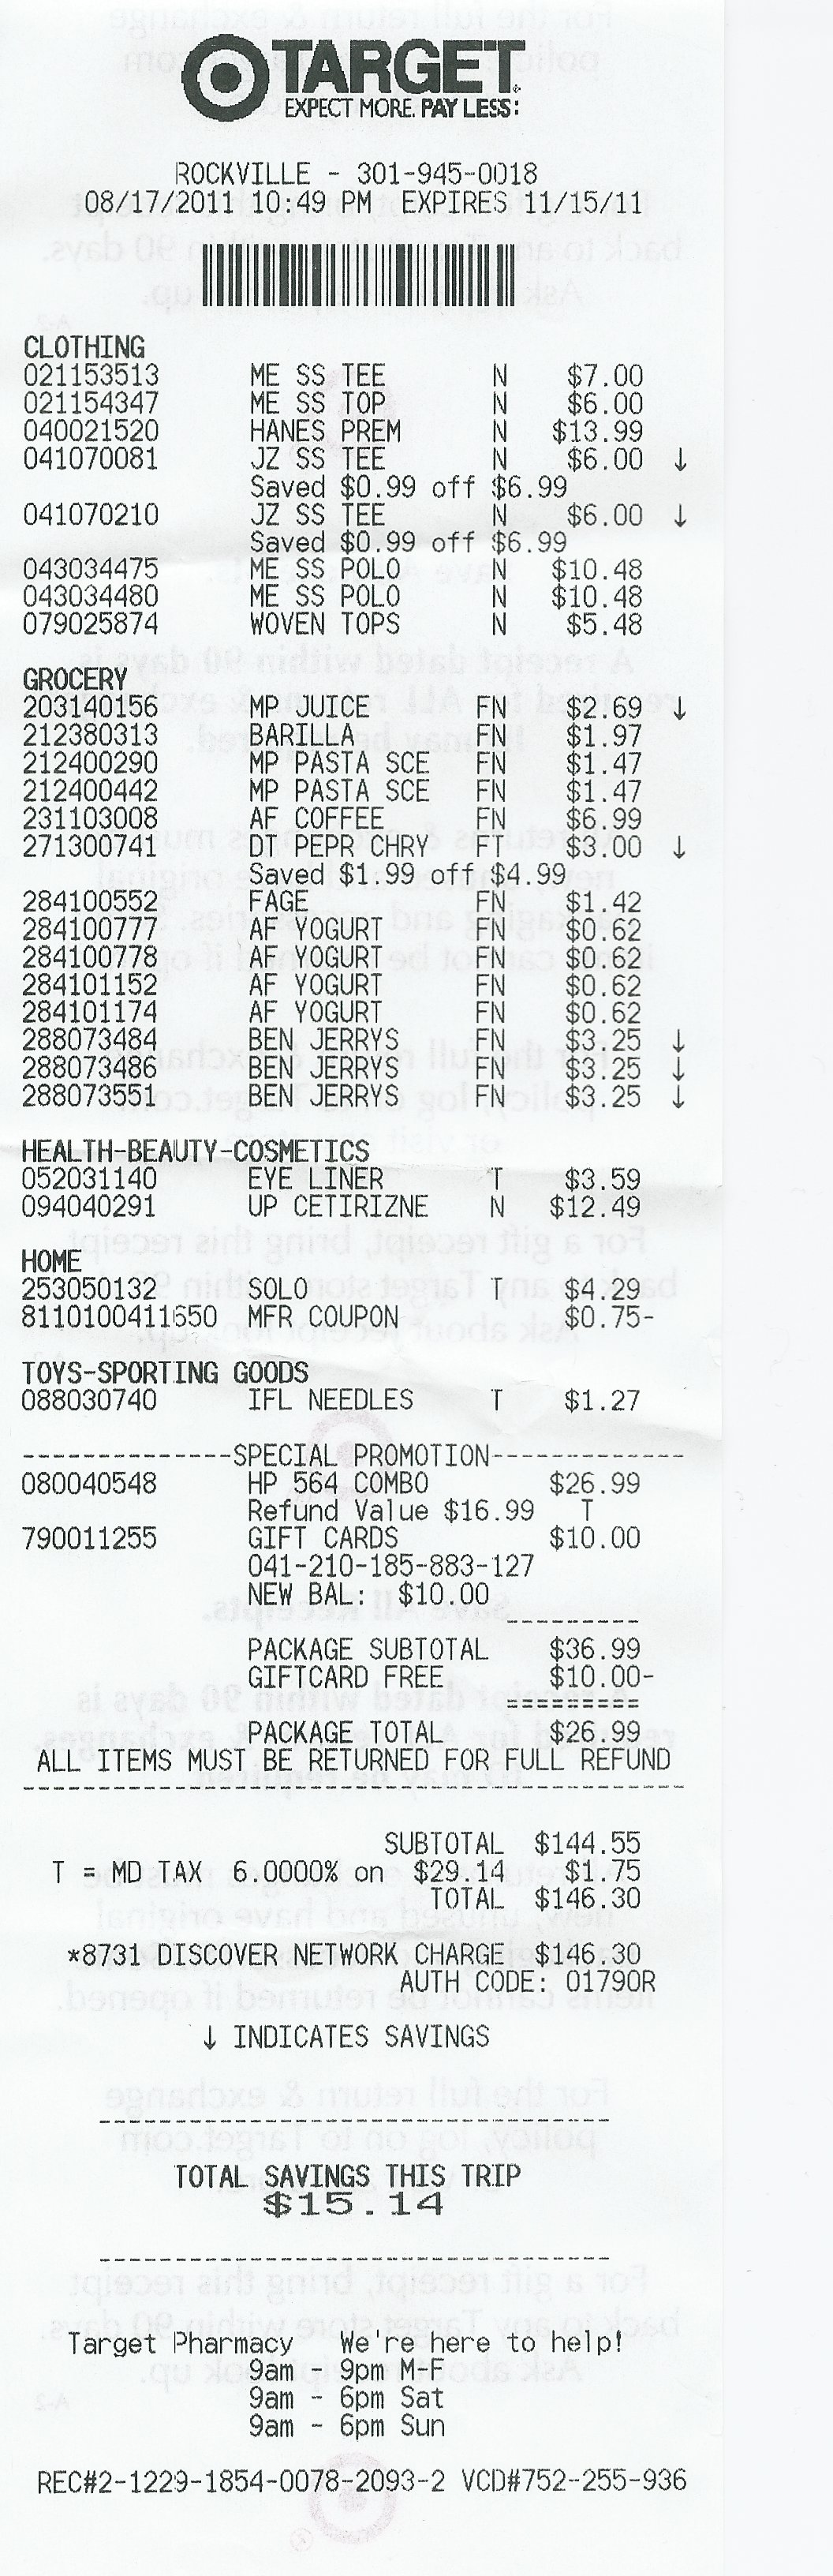 TARGET
EXPECT MORE. PAY LESS.
ROCKVILLE - 301-945-0018
08/17/2011 10:49 PM EXPIRES 11/15/11
CLOTHING
021153513 ME SS TEE N $7.00
021154347 ME SS TOP N $6.00
040021520 HANES PREM N $13.99
041070081 JZ SS TEE N $6.00 ↓
Saved $0.99 off $6.99
041070210 JZ SS TEE N $6.00 ↓
Saved $0.99 off $6.99
043034475 ME SS POLO N $10.48
043034480 ME SS POLO N $10.48
079025874 WOVEN TOPS N $5.48
GROCERY
203140156 MP JUICE FN $2.69 ↓
212380313 BARILLA FN $1.97
212400290 MP PASTA SCE FN $1.47
212400442 MP PASTA SCE FN $1.47
231103008 AF COFFEE FN $6.99
271300741 DT PEPR CHRY FT $3.00 ↓
Saved $1.99 off $4.99
284100552 FAGE FN $1.42
284100777 AF YOGURT FN $0.62
284100778 AF YOGURT FN $0.62
284101152 AF YOGURT FN $0.62
284101174 AF YOGURT FN $0.62
288073484 BEN JERRYS FN $3.25 ↓
288073486 BEN JERRYS FN $3.25 ↓
288073551 BEN JERRYS FN $3.25 ↓
HEALTH-BEAUTY-COSMETICS
052031140 EYE LINER T $3.59
094040291 UP CETIRIZNE N $12.49
HOME
253050132 SOLO T $4.29
8110100411650 MFR COUPON $0.75-
TOYS-SPORTING GOODS
088030740 IFL NEEDLES T $1.27
--------------SPECIAL PROMOTION-------------
080040548 HP 564 COMBO $26.99
Refund Value $16.99 T
790011255 GIFT CARDS $10.00
041-210-185-883-127
NEW BAL: $10.00
---------
PACKAGE SUBTOTAL $36.99
GIFTCARD FREE $10.00-
=========
PACKAGE TOTAL $26.99
ALL ITEMS MUST BE RETURNED FOR FULL REFUND
--------------------------------------------
SUBTOTAL $144.55
T = MD TAX 6.0000% on $29.14 $1.75
TOTAL $146.30
*8731 DISCOVER NETWORK CHARGE $146.30
AUTH CODE: 01790R
↓ INDICATES SAVINGS
----------------------------------
TOTAL SAVINGS THIS TRIP
$15.14
----------------------------------
Target Pharmacy We're here to help!
9am - 9pm M-F
9am - 6pm Sat
9am - 6pm Sun
REC#2-1229-1854-0078-2093-2 VCD#752-255-936